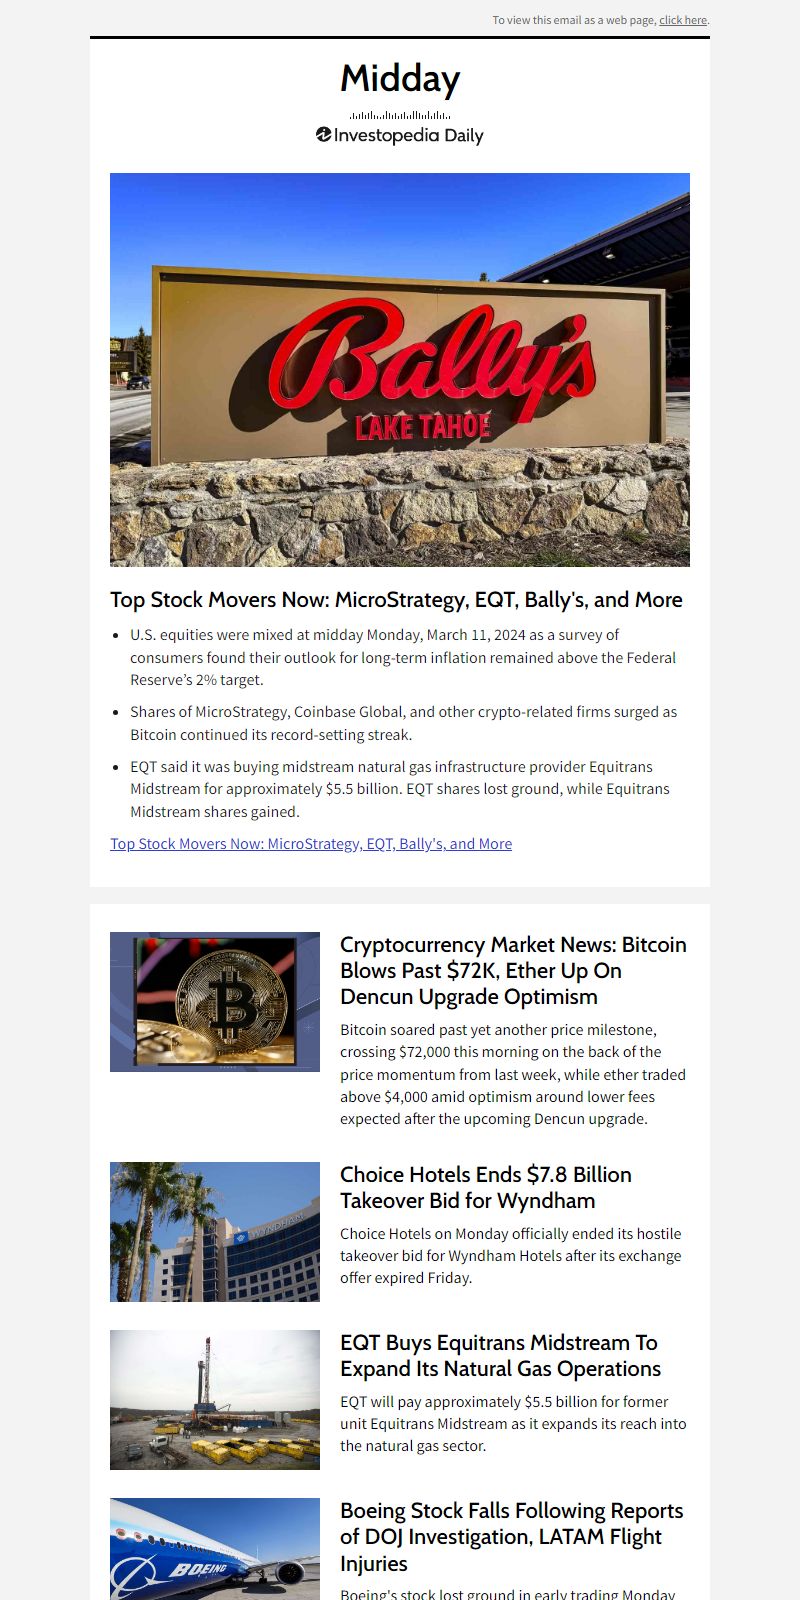 To view this email as a web page, click here.
Midday
Investopedia Daily
Bally's
LAKE TAHOE
Top Stock Movers Now: MicroStrategy, EQT, Bally's, and More
• U.S. equities were mixed at midday Monday, March 11, 2024 as a survey of
consumers found their outlook for long-term inflation remained above the Federal
Reserve’s 2% target.
• Shares of MicroStrategy, Coinbase Global, and other crypto-related firms surged as
Bitcoin continued its record-setting streak.
• EQT said it was buying midstream natural gas infrastructure provider Equitrans
Midstream for approximately $5.5 billion. EQT shares lost ground, while Equitrans
Midstream shares gained.
Top Stock Movers Now: MicroStrategy, EQT, Bally's, and More
Cryptocurrency Market News: Bitcoin
Blows Past $72K, Ether Up On
Dencun Upgrade Optimism
Bitcoin soared past yet another price milestone,
crossing $72,000 this morning on the back of the
price momentum from last week, while ether traded
above $4,000 amid optimism around lower fees
expected after the upcoming Dencun upgrade.
WYNDHAM
Choice Hotels Ends $7.8 Billion
Takeover Bid for Wyndham
Choice Hotels on Monday officially ended its hostile
takeover bid for Wyndham Hotels after its exchange
offer expired Friday.
EQT Buys Equitrans Midstream To
Expand Its Natural Gas Operations
EQT will pay approximately $5.5 billion for former
unit Equitrans Midstream as it expands its reach into
the natural gas sector.
BOEING
Boeing Stock Falls Following Reports
of DOJ Investigation, LATAM Flight
Injuries
Boeing's stock lost ground in early trading Monday